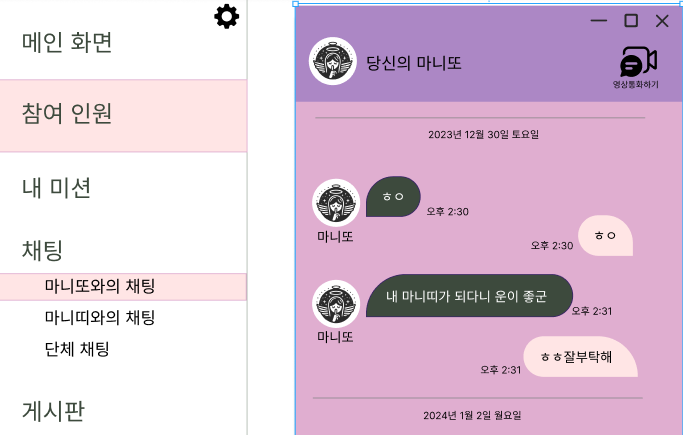 메인 화면
참여 인원
내 미션
채팅
마니또와의 채팅
마니띠와의 채팅
단체 채팅
게시판
당신의 마니또
영상통화하기
2023년 12월 30일 토요일
ㅎㅇ
오후 2:30
마니또
ㅎㅇ
오후 2:30
내 마니띠가 되다니 운이 좋군
오후 2:31
마니또
ㅎㅎ잘부탁해
오후 2:31
2024년 1월 2일 월요일